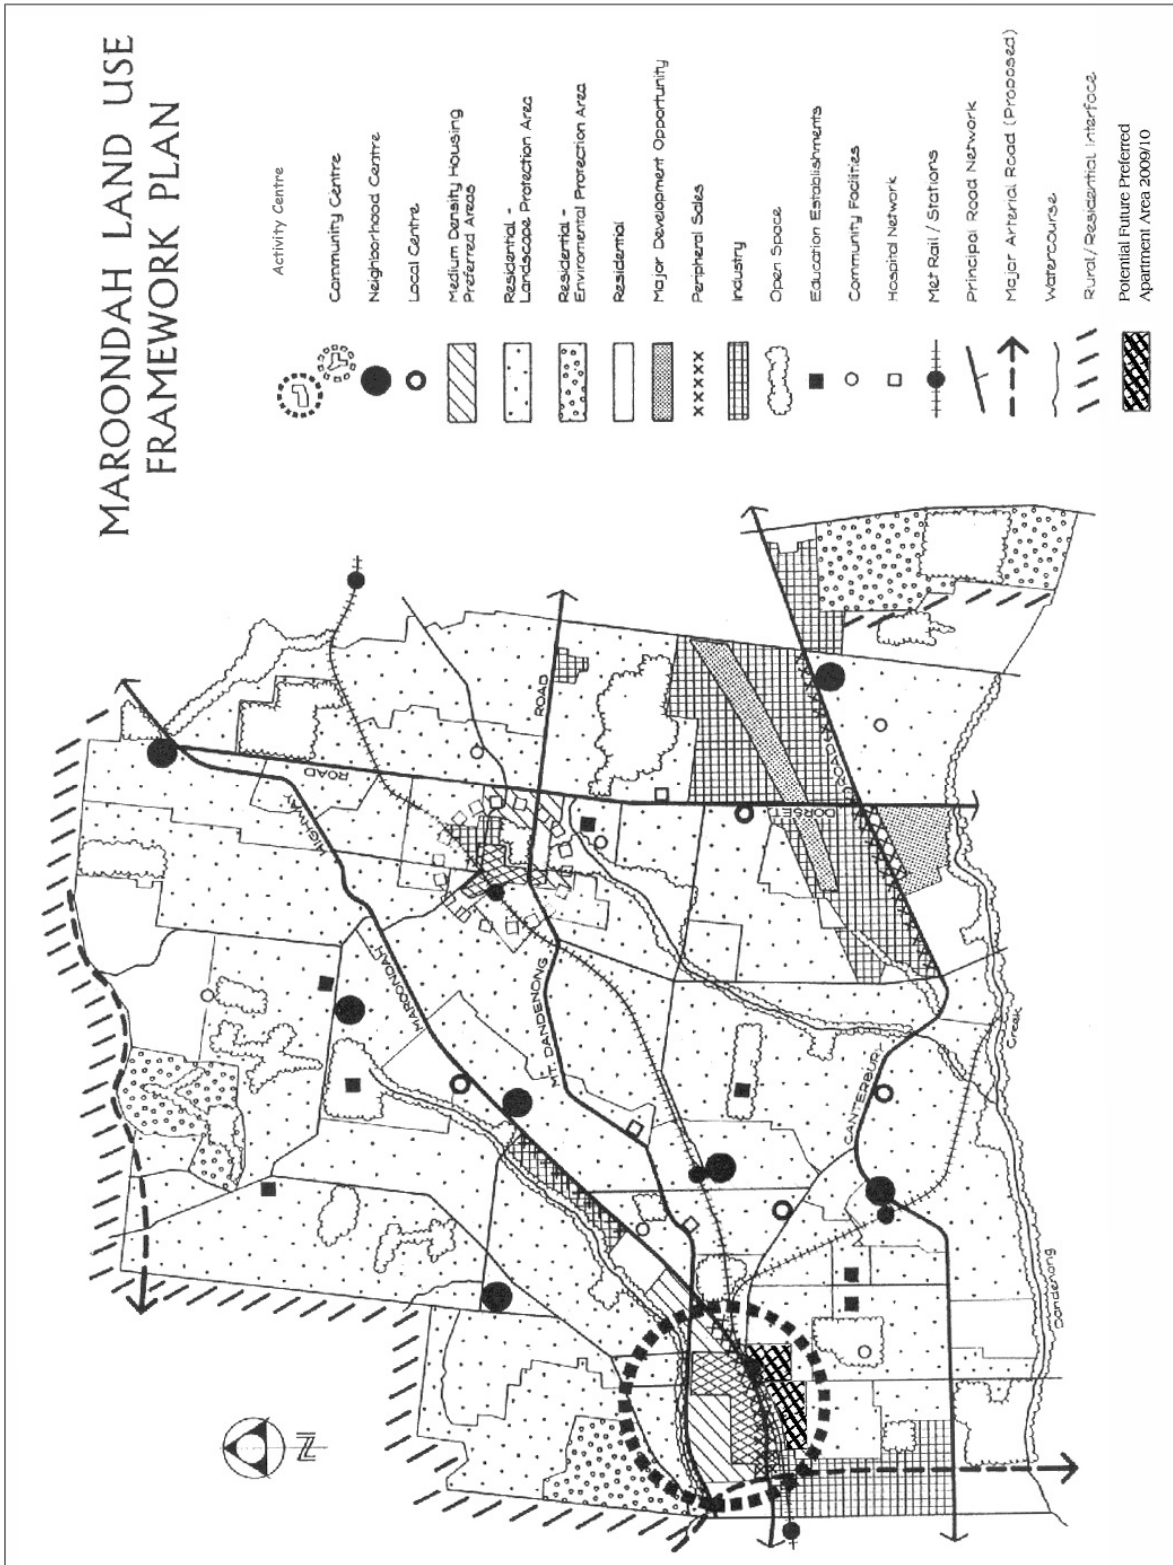 MAROONDAH LAND USE
FRAMEWORK PLAN
Activity Centre
Community Centre
Neighborhood Centre
Local Centre
Medium Density Housing
Preferred Areas
Residential -
Landscape Protection Area
Residential -
Enviromental Protection Area
Residential
Major Development Opportunity
Peripheral Sales
Industry
Open Space
Education Establishments
Community Facilities
Hospital Network
Met Rail / Stations
Principal Road Network
Major Arterial Road (Proposed)
Watercourse
Rural / Residential Interface
Potential Future Preferred
Apartment Area 2009/10
MAROONDAH
HIGHWAY
ROAD
MT. DANDENONG
ROAD
DORSET
CANTERBURY
ROAD
Dandenong
Creek
N